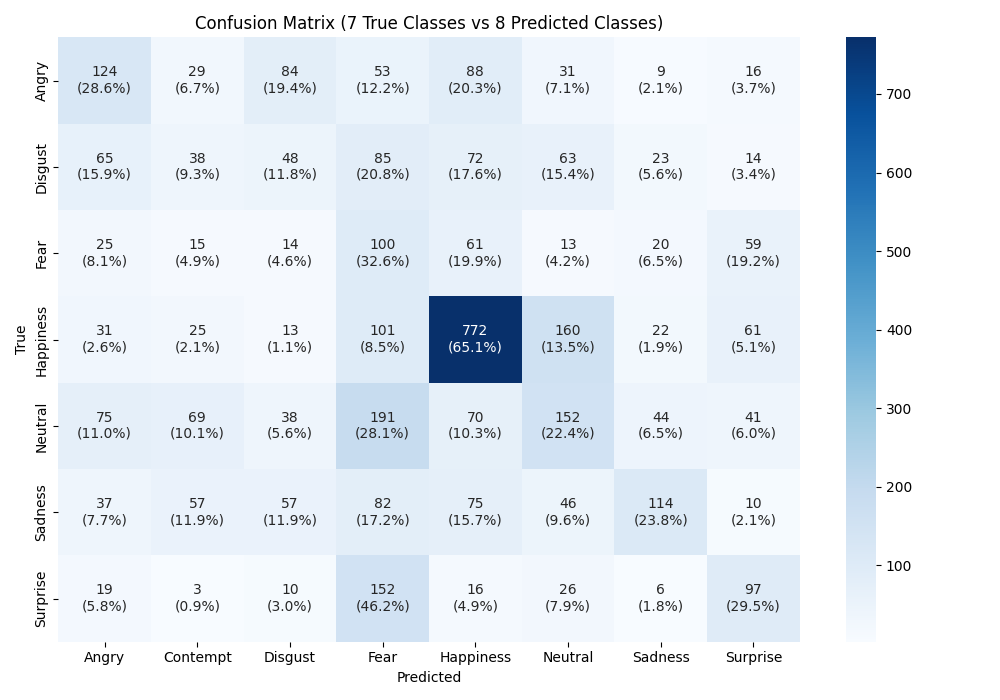 Confusion Matrix (7 True Classes vs 8 Predicted Classes)
True
Angry
124 29 84 53 88 31 9 16
(28.6%) (6.7%) (19.4%) (12.2%) (20.3%) (7.1%) (2.1%) (3.7%)
Disgust
65 38 48 85 72 63 23 14
(15.9%) (9.3%) (11.8%) (20.8%) (17.6%) (15.4%) (5.6%) (3.4%)
Fear
25 15 14 100 61 13 20 59
(8.1%) (4.9%) (4.6%) (32.6%) (19.9%) (4.2%) (6.5%) (19.2%)
Happiness
31 25 13 101 772 160 22 61
(2.6%) (2.1%) (1.1%) (8.5%) (65.1%) (13.5%) (1.9%) (5.1%)
Neutral
75 69 38 191 70 152 44 41
(11.0%) (10.1%) (5.6%) (28.1%) (10.3%) (22.4%) (6.5%) (6.0%)
Sadness
37 57 57 82 75 46 114 10
(7.7%) (11.9%) (11.9%) (17.2%) (15.7%) (9.6%) (23.8%) (2.1%)
Surprise
19 3 10 152 16 26 6 97
(5.8%) (0.9%) (3.0%) (46.2%) (4.9%) (7.9%) (1.8%) (29.5%)
Angry Contempt Disgust Fear Happiness Neutral Sadness Surprise
Predicted
700
600
500
400
300
200
100